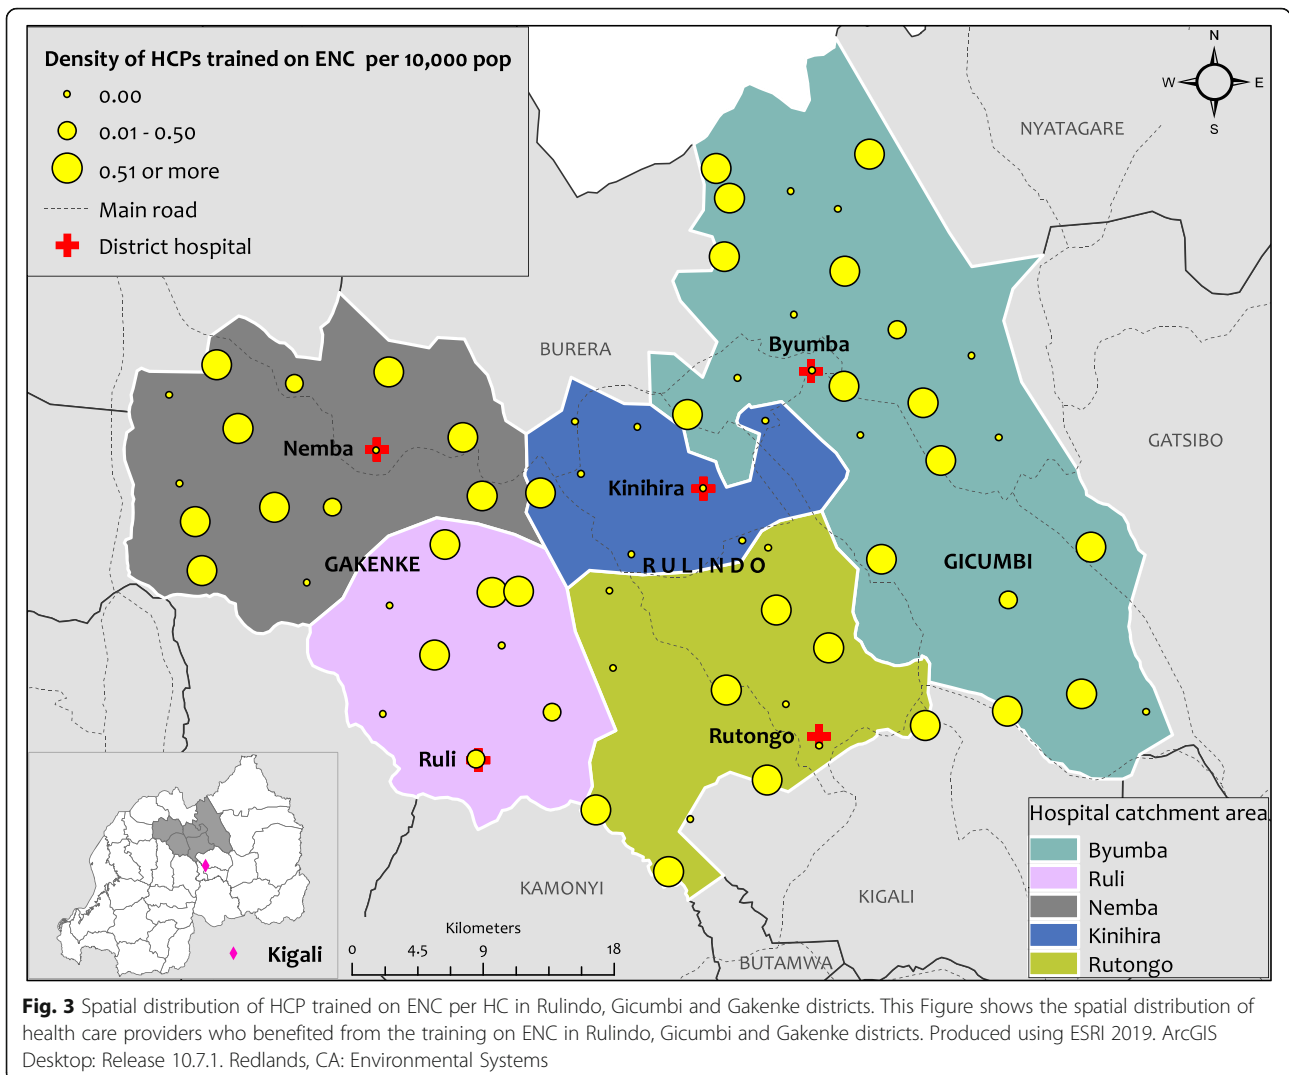 Density of HCPs trained on ENC per 10,000 pop
0.00
0.01 - 0.50
0.51 or more
Main road
District hospital
N
W
E
S
NYATAGARE
BURERA
Byumba
GATSIBO
Nemba
Kinihira
GAKENKE
RULINDO
GICUMBI
Ruli
Rutongo
KAMONYI
KIGALI
BUTAMWA
Kigali
Kilometers
0 4.5 9 18
Hospital catchment area
Byumba
Ruli
Nemba
Kinihira
Rutongo
Fig. 3 Spatial distribution of HCP trained on ENC per HC in Rulindo, Gicumbi and Gakenke districts. This Figure shows the spatial distribution of
health care providers who benefited from the training on ENC in Rulindo, Gicumbi and Gakenke districts. Produced using ESRI 2019. ArcGIS
Desktop: Release 10.7.1. Redlands, CA: Environmental Systems